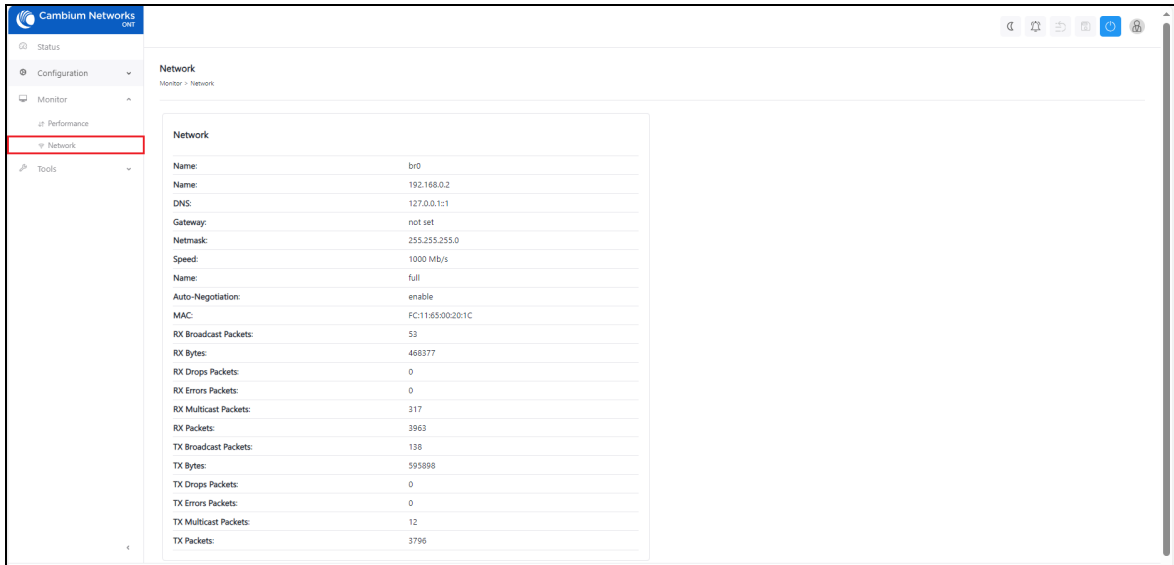 Cambium Networks
ONT
Status
Configuration
Monitor
Performance
Network
Tools
Network
Monitor > Network
Network
Name: br0
Name: 192.168.0.2
DNS: 127.0.0.1::1
Gateway: not set
Netmask: 255.255.255.0
Speed: 1000 Mb/s
Name: full
Auto-Negotiation: enable
MAC: FC:11:65:00:20:1C
RX Broadcast Packets: 53
RX Bytes: 468377
RX Drops Packets: 0
RX Errors Packets: 0
RX Multicast Packets: 317
RX Packets: 3963
TX Broadcast Packets: 138
TX Bytes: 595898
TX Drops Packets: 0
TX Errors Packets: 0
TX Multicast Packets: 12
TX Packets: 3796